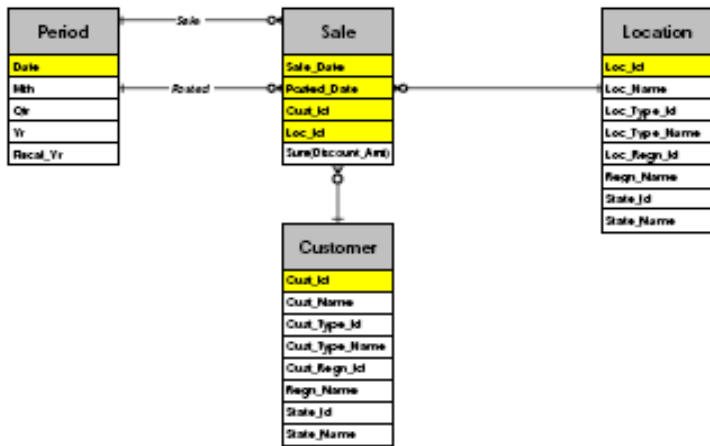 Period
Date
Mth
Qtr
Yr
Fiscal_Yr
Sale
Posted
Sale
Sale_Date
Posted_Date
Cust_Id
Loc_Id
Sum(Discount_Amt)
Location
Loc_Id
Loc_Name
Loc_Type_Id
Loc_Type_Name
Loc_Regn_Id
Regn_Name
State_Id
State_Name
Customer
Cust_Id
Cust_Name
Cust_Type_Id
Cust_Type_Name
Cust_Regn_Id
Regn_Name
State_Id
State_Name